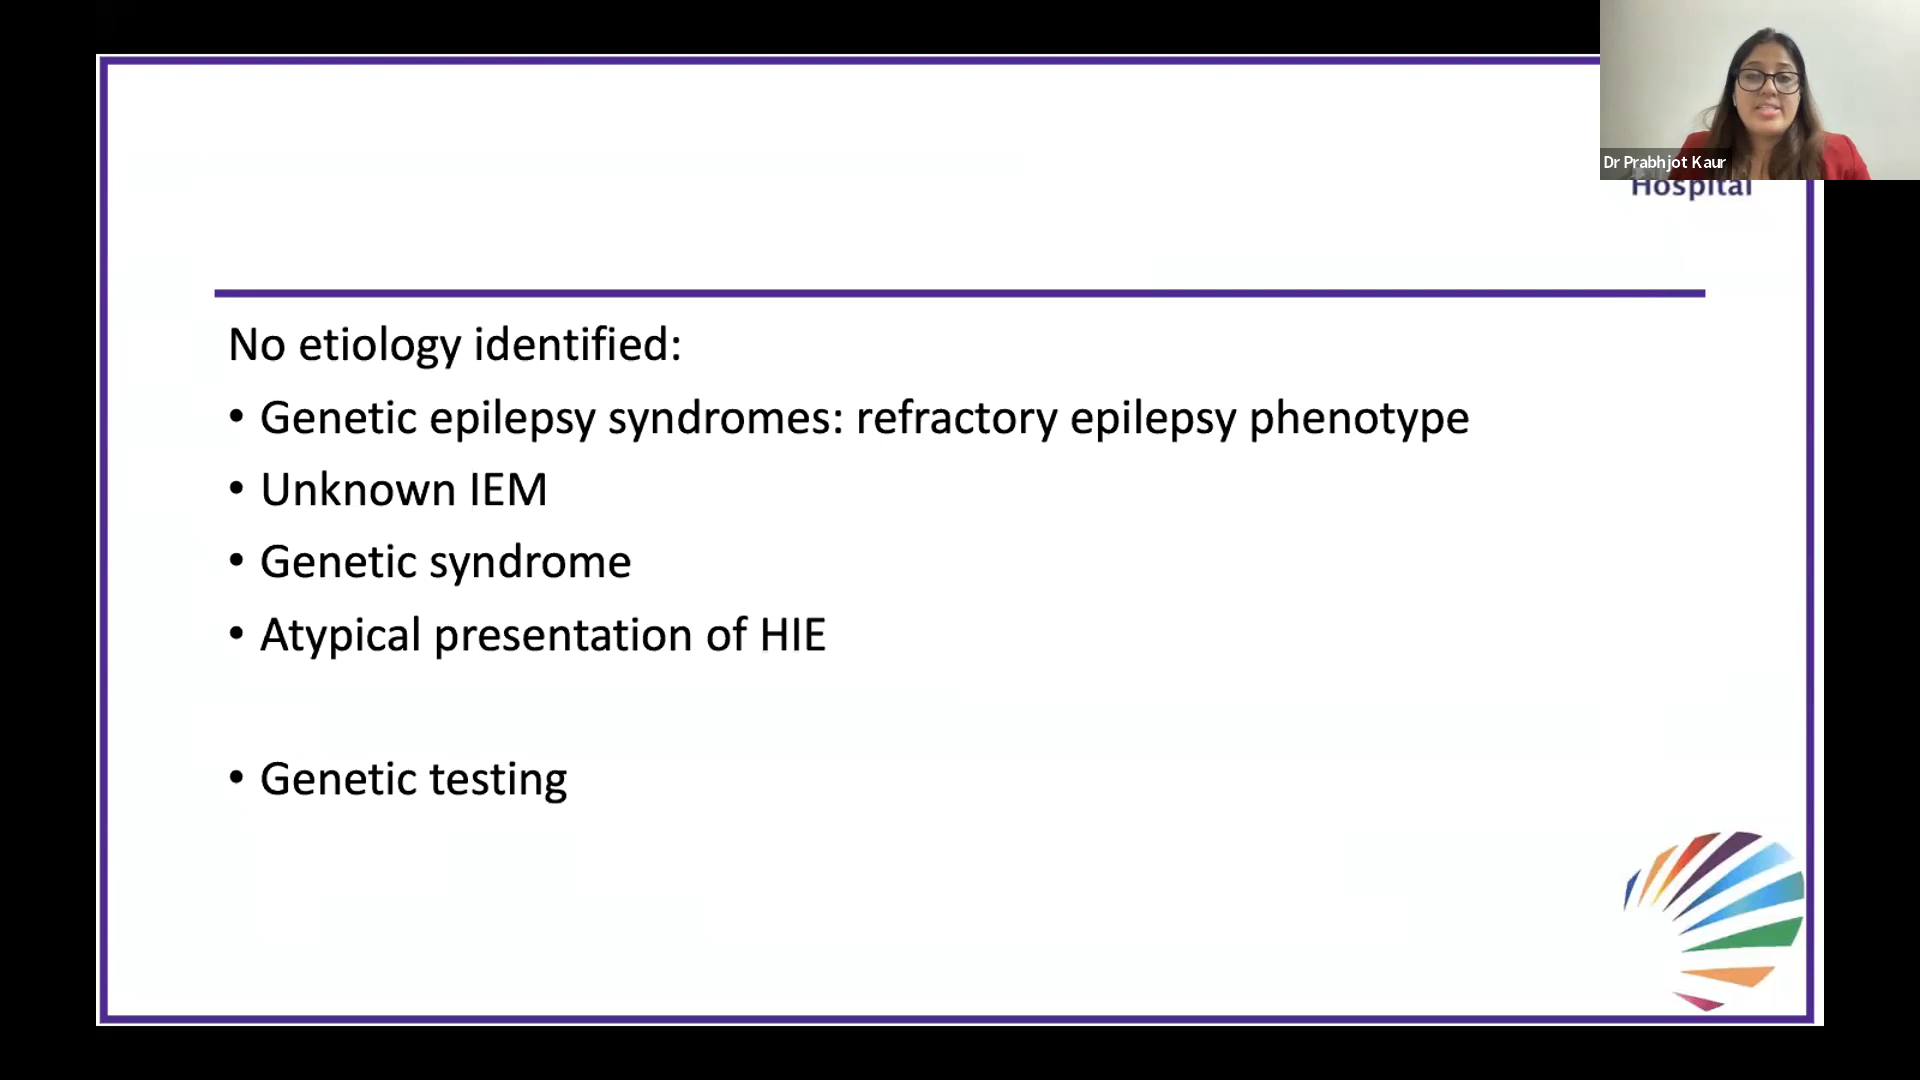 Dr Prabhjot Kaur
Hospital
No etiology identified:
• Genetic epilepsy syndromes: refractory epilepsy phenotype
• Unknown IEM
• Genetic syndrome
• Atypical presentation of HIE
• Genetic testing